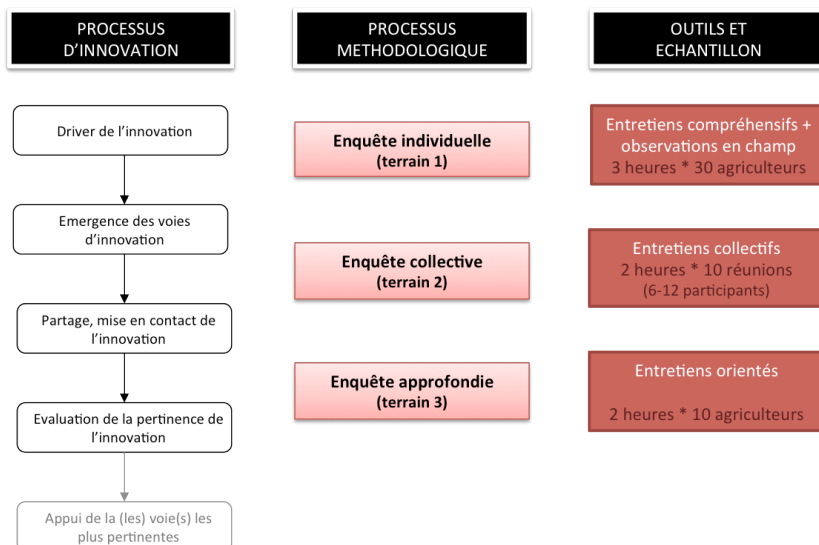 PROCESSUS
D’INNOVATION
PROCESSUS
METHODOLOGIQUE
OUTILS ET
ECHANTILLON
Driver de l’innovation
Emergence des voies
d’innovation
Partage, mise en contact de
l’innovation
Evaluation de la pertinence de
l’innovation
Appui de la (les) voie(s) les
plus pertinentes
Enquête individuelle
(terrain 1)
Enquête collective
(terrain 2)
Enquête approfondie
(terrain 3)
Entretiens compréhensifs +
observations en champ
3 heures * 30 agriculteurs
Entretiens collectifs
2 heures * 10 réunions
(6-12 participants)
Entretiens orientés
2 heures * 10 agriculteurs